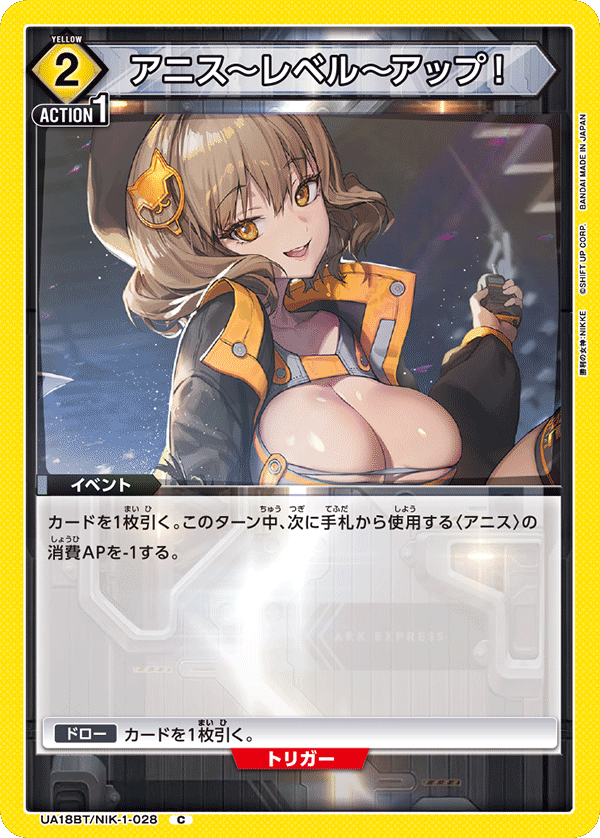 YELLOW
2
アニス～レベル～アップ！
ACTION 1
BANDAI MADE IN JAPAN
©SHIFT UP CORP.
勝利の女神：NIKKE
イベント
カードを1枚引く。このターン中、次に手札から使用する〈アニス〉の
消費APを-1する。
ARK EXPRESS
ドロー カードを1枚引く。
トリガー
UA18BT/NIK-1-028 C